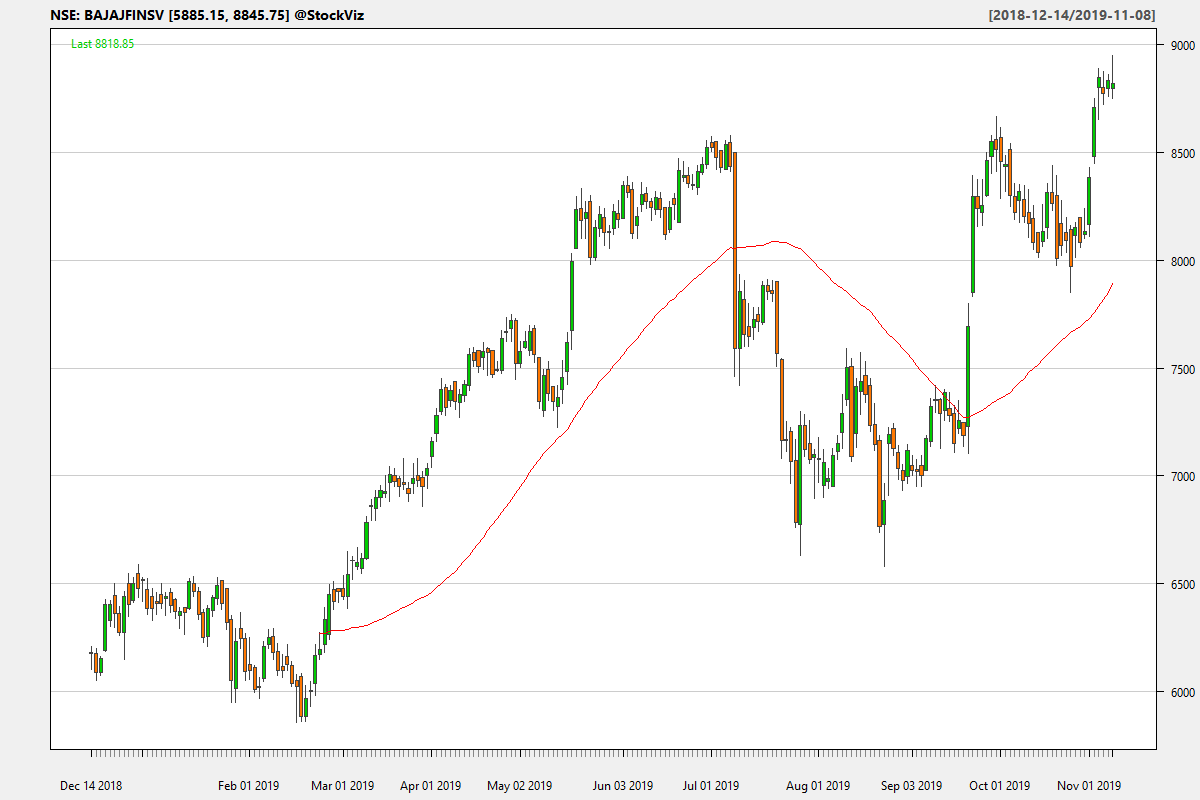 NSE: BAJAJFINSV [5885.15, 8845.75] @StockViz [2018-12-14/2019-11-08]
Last 8818.85
9000
8500
8000
7500
7000
6500
6000
Dec 14 2018 Feb 01 2019 Mar 01 2019 Apr 01 2019 May 02 2019 Jun 03 2019 Jul 01 2019 Aug 01 2019 Sep 03 2019 Oct 01 2019 Nov 01 2019